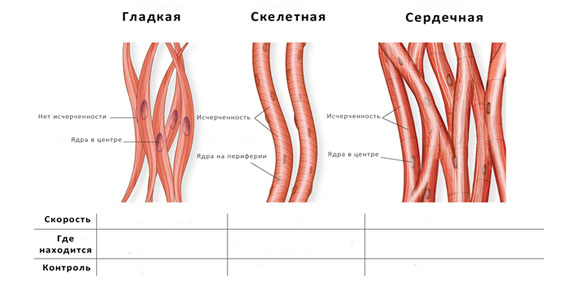 Гладкая Скелетная Сердечная
Нет исчерченности
Исчерченность
Исчерченность
Ядра в центре
Ядра на периферии
Ядра в центре
Скорость
Где
находится
Контроль